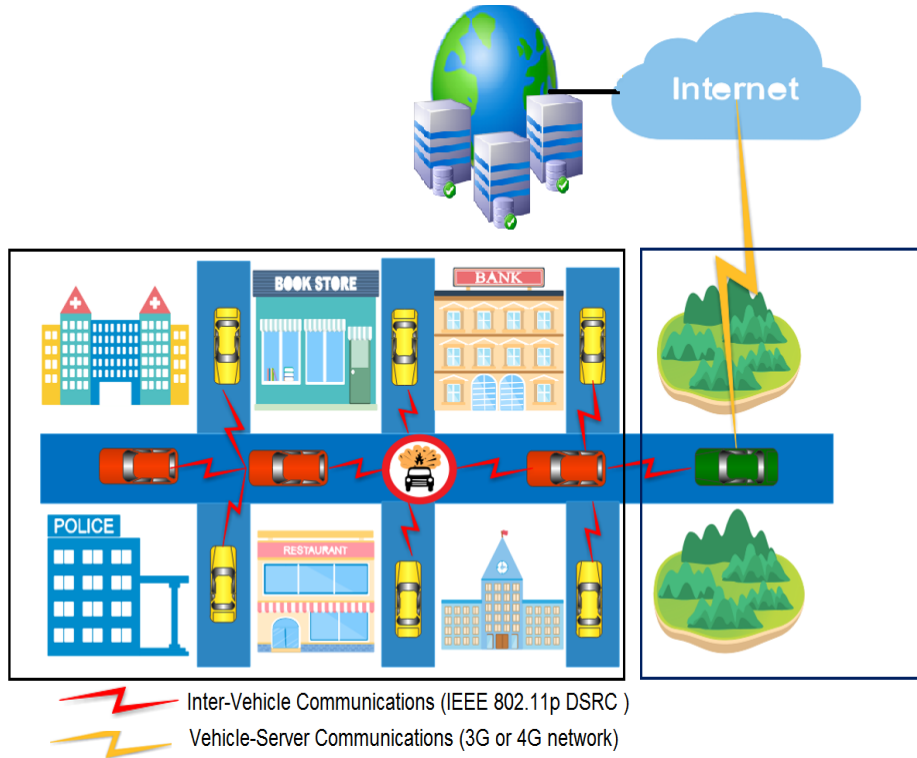 Internet
BOOK STORE
BANK
POLICE
RESTAURANT
Inter-Vehicle Communications (IEEE 802.11p DSRC )
Vehicle-Server Communications (3G or 4G network)